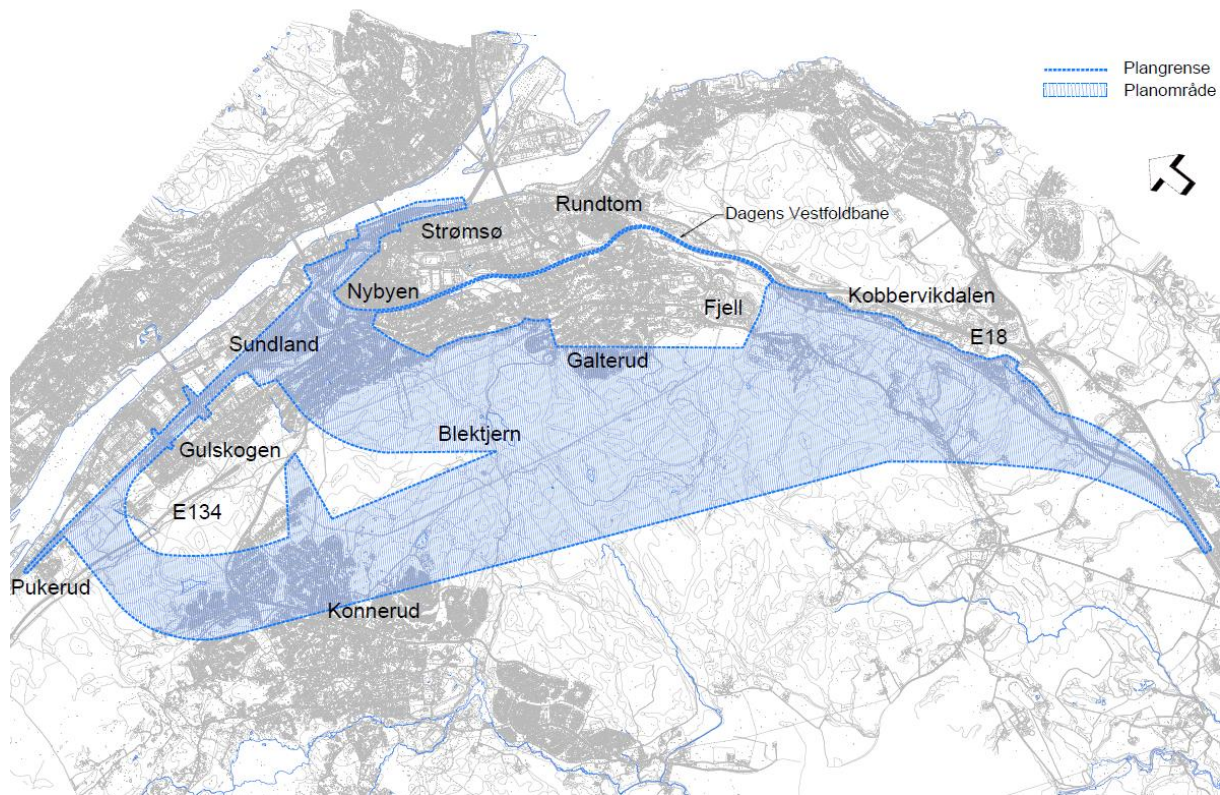 Plangrense
Planområde
Rundtom
Dagens Vestfoldbane
Strømsø
Nybyen
Fjell
Kobbervikdalen
E18
Sundland
Galterud
Gulskogen
Blektjern
E134
Pukerud
Konnerud